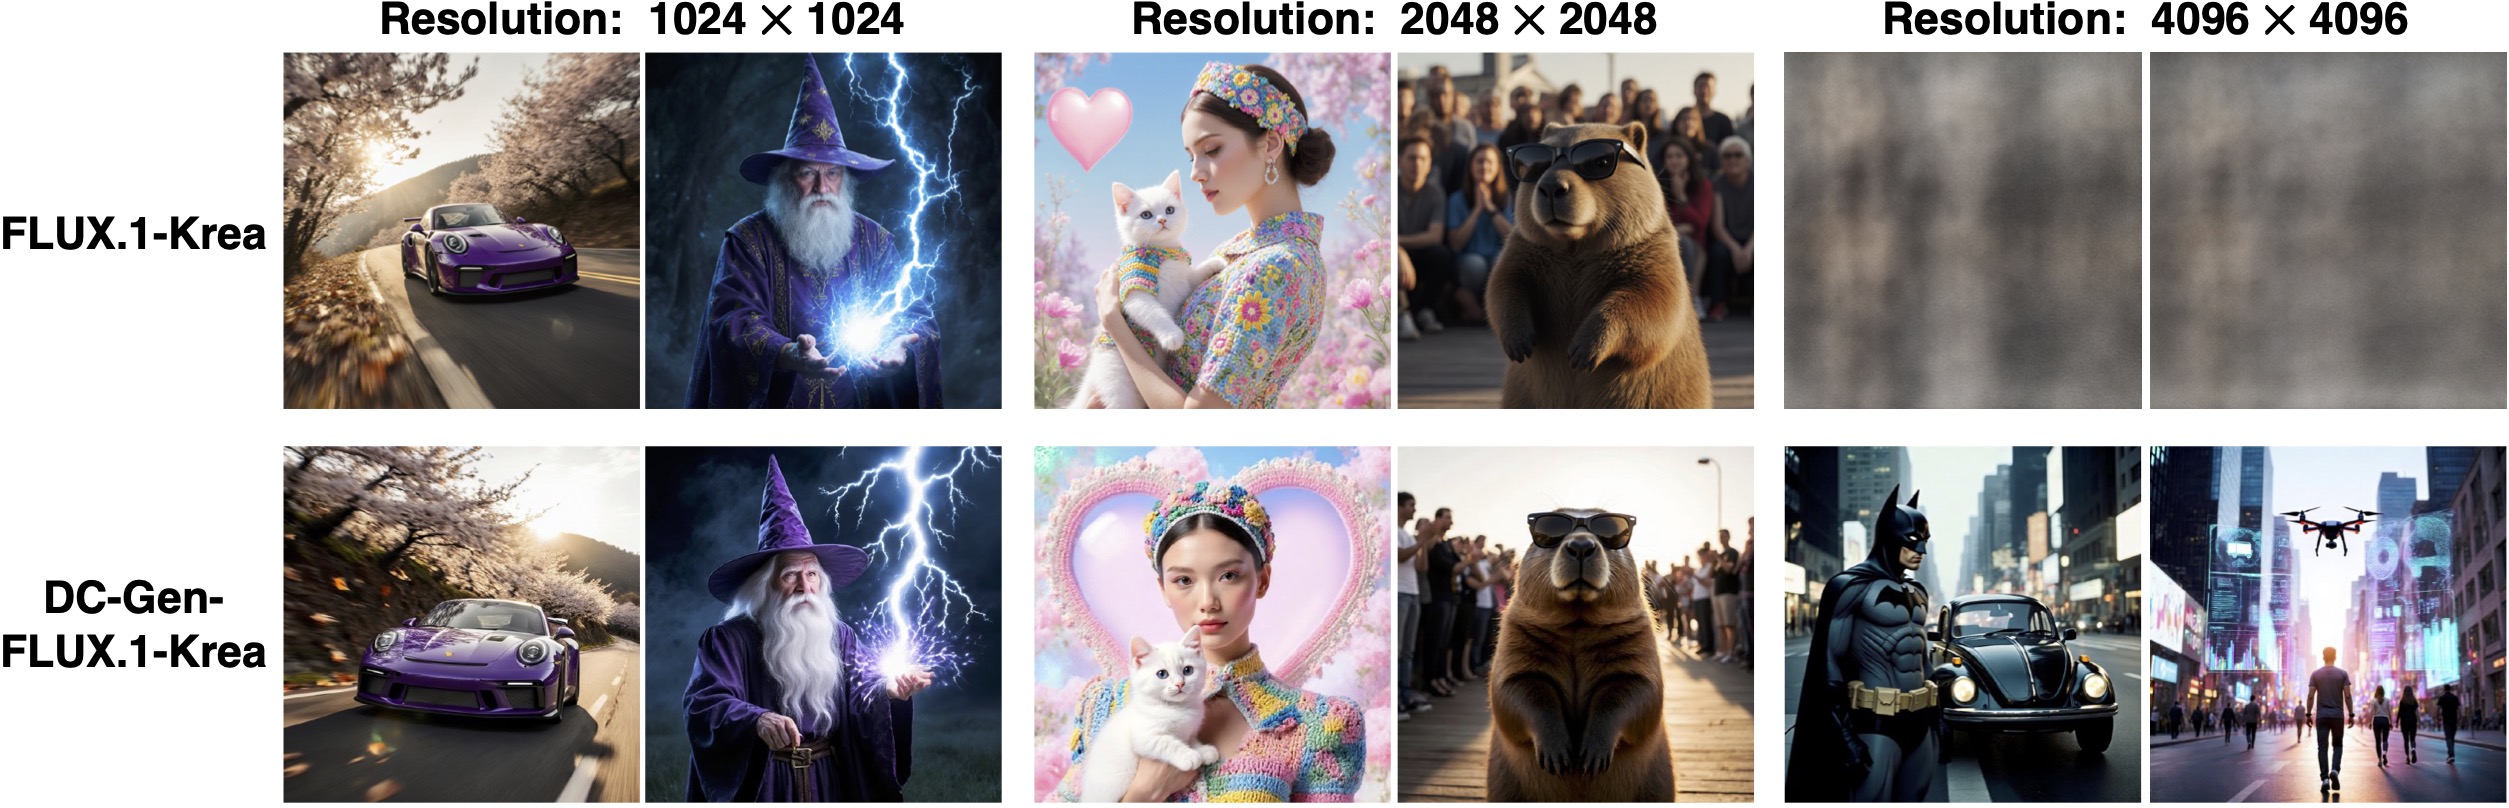 Resolution: 1024 × 1024
Resolution: 2048 × 2048
Resolution: 4096 × 4096
FLUX.1-Krea
DC-Gen-
FLUX.1-Krea